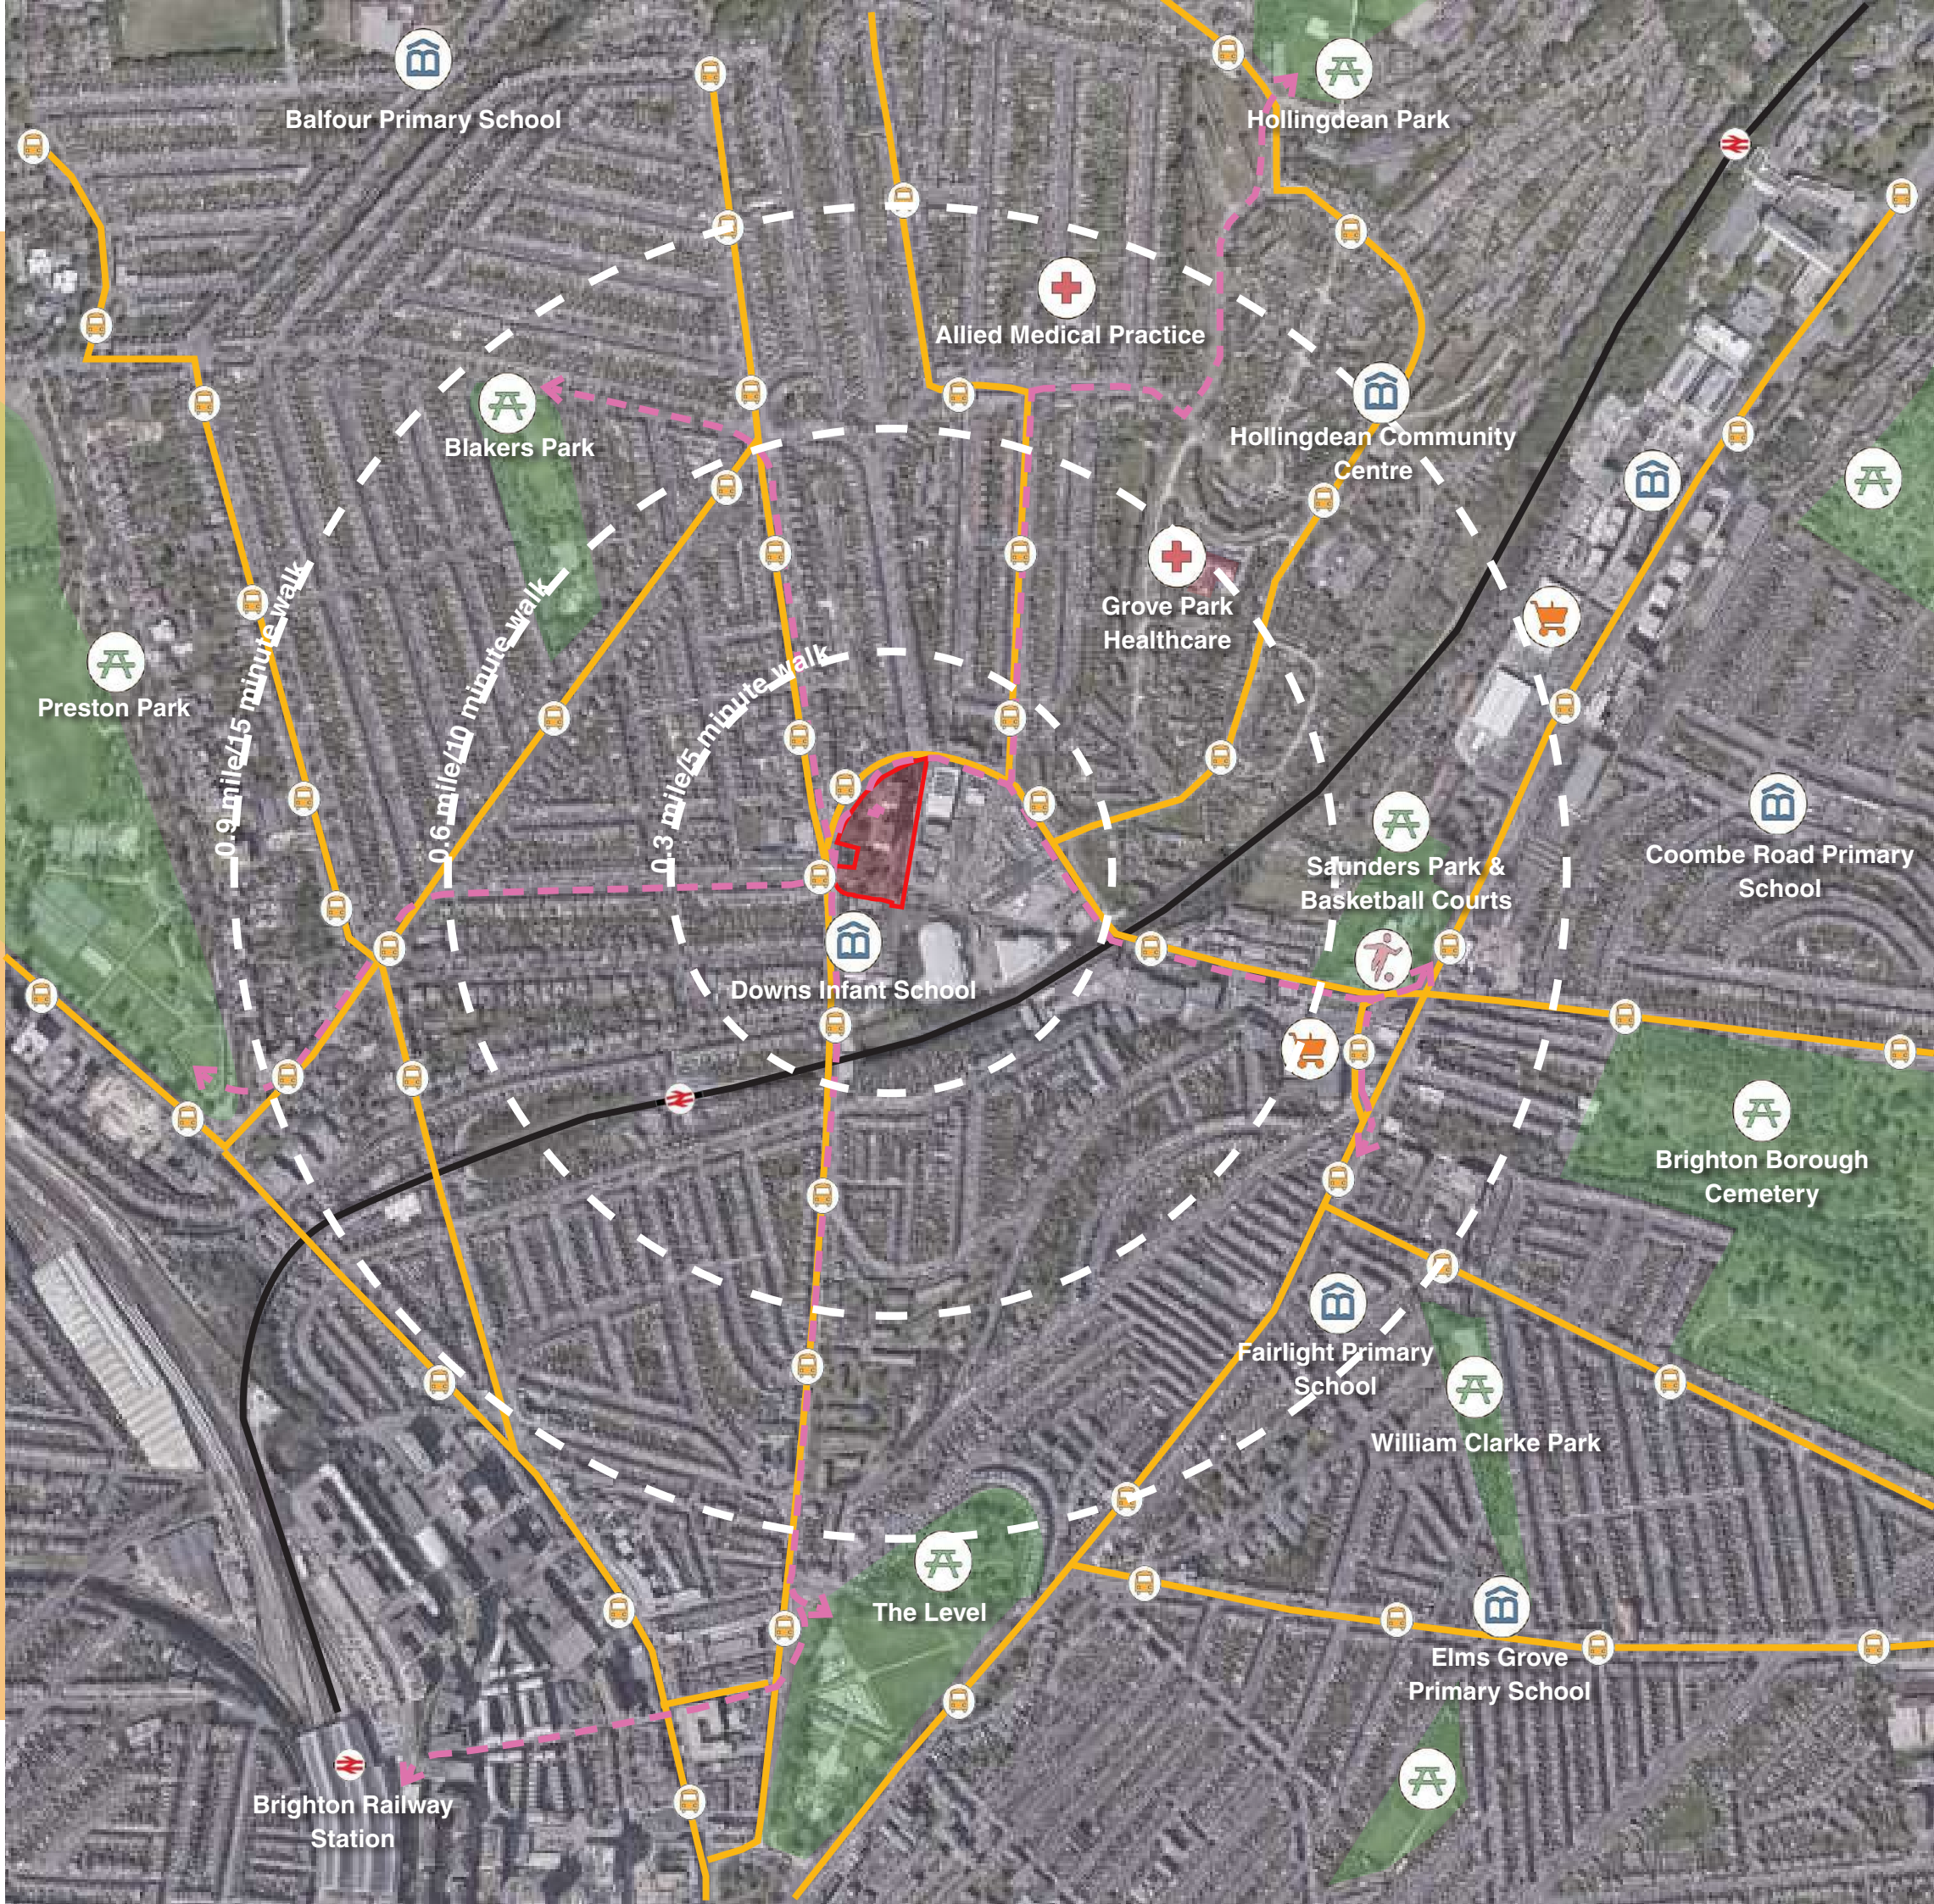 Balfour Primary School
Hollingdean Park
Allied Medical Practice
Blakers Park
Hollingdean Community
Centre
Grove Park
Healthcare
Preston Park
0.9 mile/15 minute walk
0.6 mile/10 minute walk
0.3 mile/5 minute walk
Saunders Park &
Basketball Courts
Coombe Road Primary
School
Downs Infant School
Brighton Borough
Cemetery
Fairlight Primary
School
William Clarke Park
The Level
Elms Grove
Primary School
Brighton Railway
Station